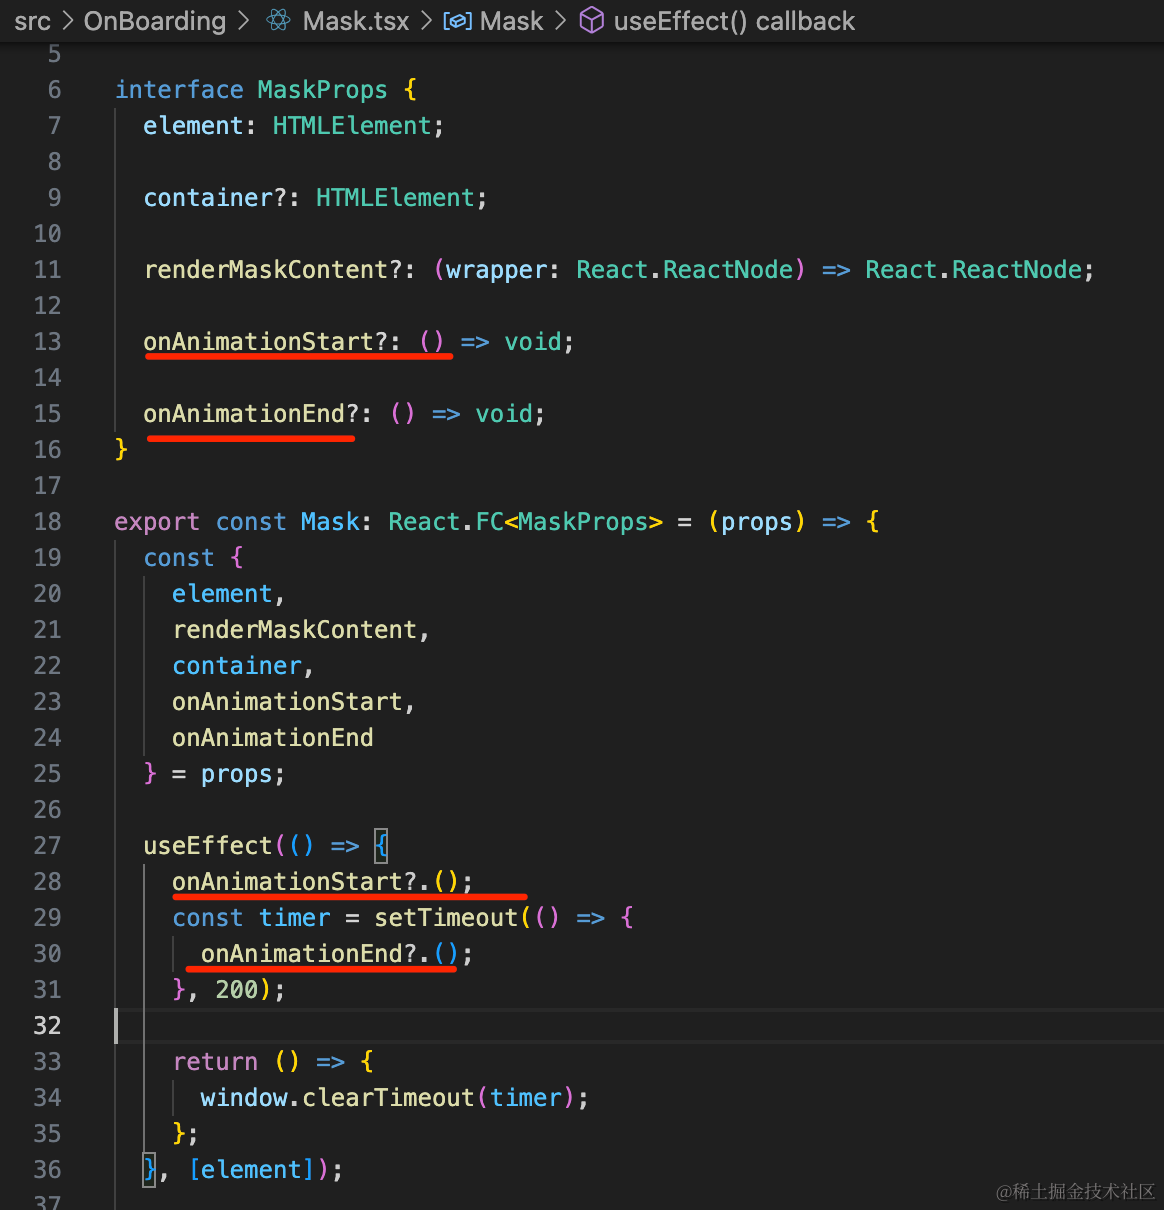 src > OnBoarding > Mask.tsx > Mask > useEffect() callback
5
6 interface MaskProps {
7 element: HTMLElement;
8
9 container?: HTMLElement;
10
11 renderMaskContent?: (wrapper: React.ReactNode) => React.ReactNode;
12
13 onAnimationStart?: () => void;
14
15 onAnimationEnd?: () => void;
16 }
17
18 export const Mask: React.FC<MaskProps> = (props) => {
19 const {
20 element,
21 renderMaskContent,
22 container,
23 onAnimationStart,
24 onAnimationEnd
25 } = props;
26
27 useEffect(() => {
28 onAnimationStart?.();
29 const timer = setTimeout(() => {
30 onAnimationEnd?.();
31 }, 200);
32
33 return () => {
34 window.clearTimeout(timer);
35 };
36 }, [element]);
37
@稀土掘金技术社区